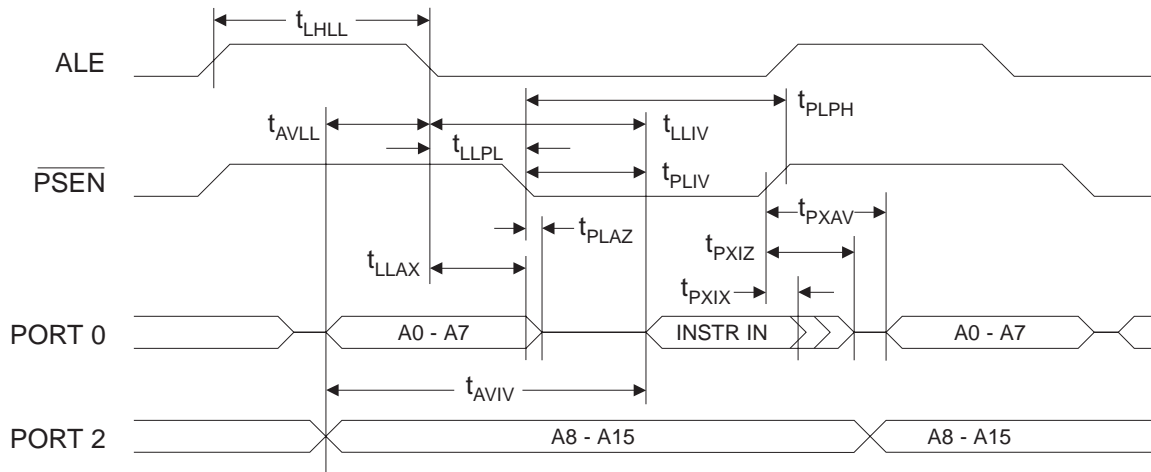 tLHLL
ALE
tPLPH
tAVLL
tLLIV
tLLPL
PSEN
tPLIV
tPXAV
tPLAZ
tPXIZ
tLLAX
tPXIX
PORT 0
A0 - A7
INSTR IN
A0 - A7
tAVIV
PORT 2
A8 - A15
A8 - A15